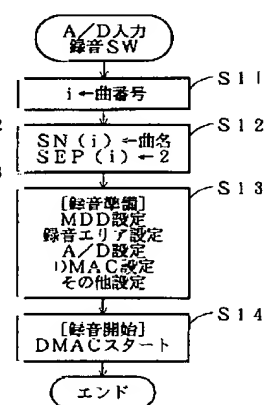 A/D入力
録音SW
S11
i←曲番号
S12
SN(i)←曲名
SEP(i)←2
S13
[録音準備]
MDD設定
録音エリア設定
A/D設定
DMAC設定
その他設定
S14
[録音開始]
DMACスタート
エンド